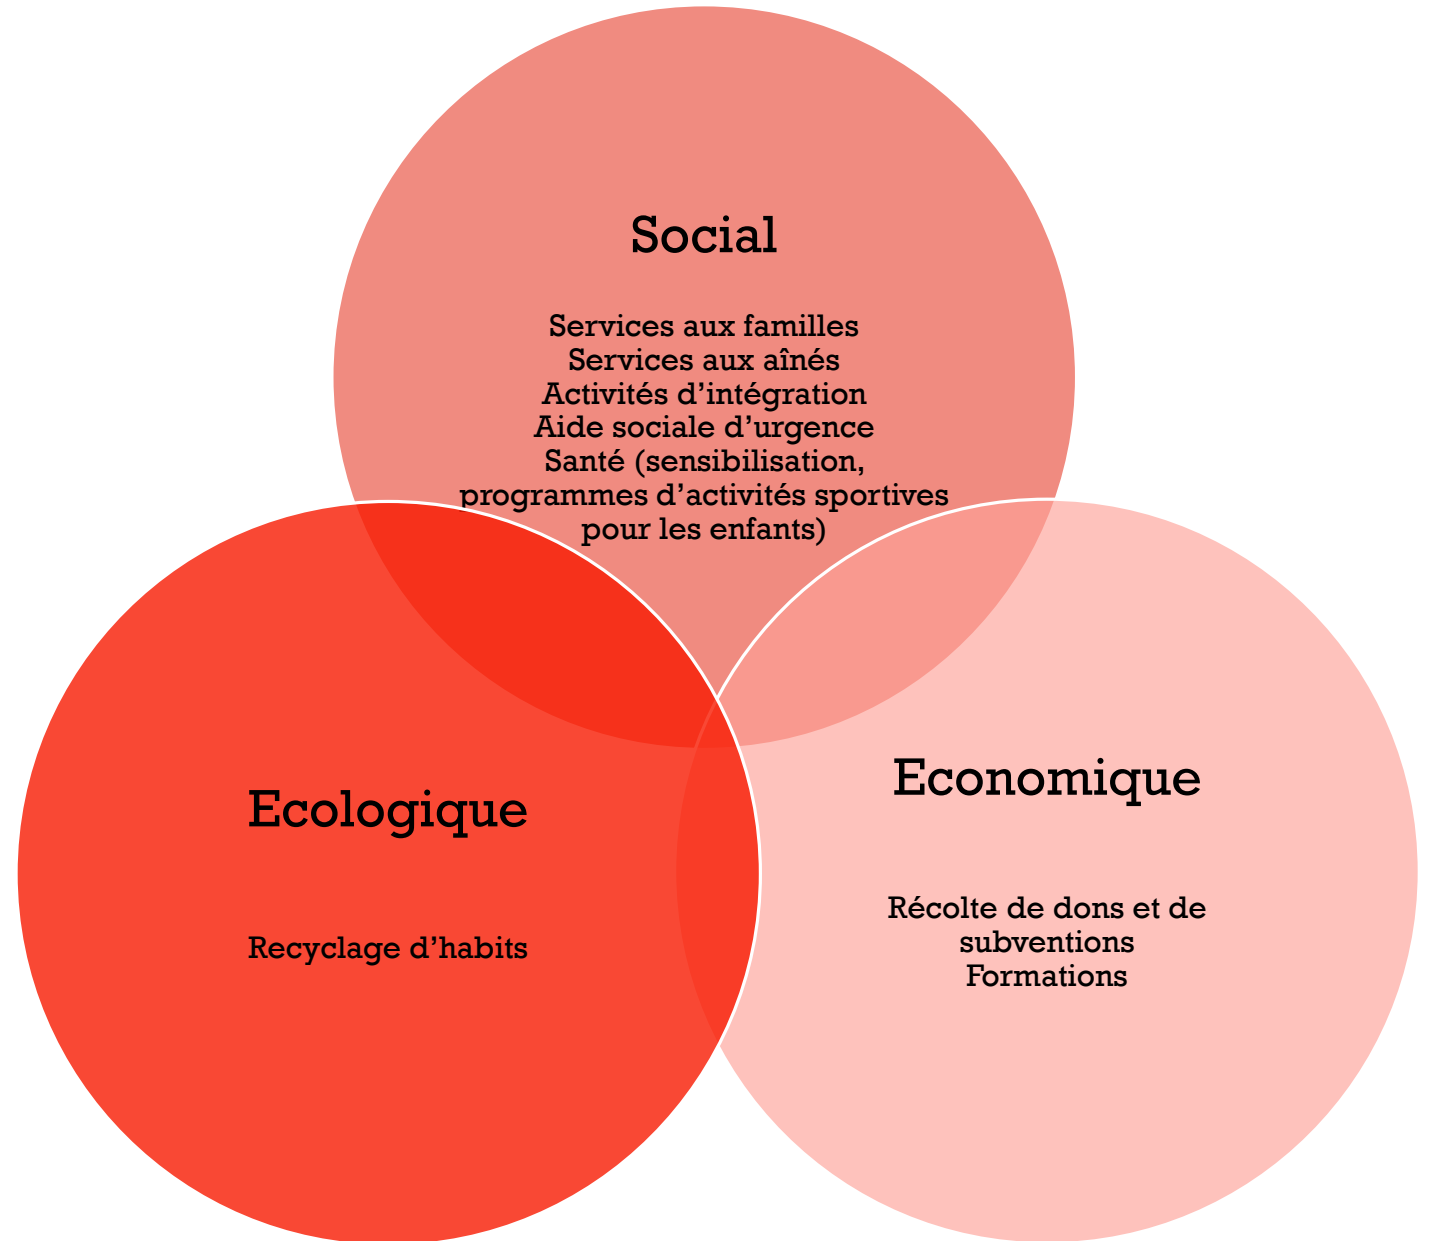 Social
Services aux familles
Services aux aînés
Activités d’intégration
Aide sociale d’urgence
Santé (sensibilisation,
programmes d’activités sportives
pour les enfants)
Ecologique
Recyclage d’habits
Economique
Récolte de dons et de
subventions
Formations